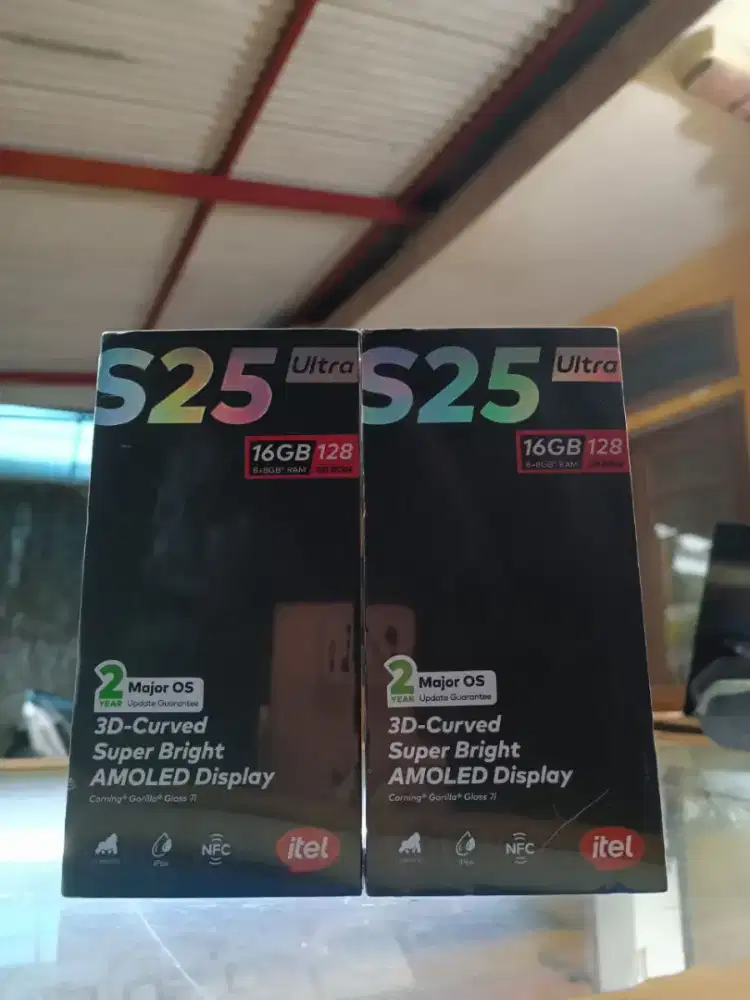 S25 Ultra
16GB 128
8+8GB* RAM
2 YEAR Major OS
Update Guarantee
3D-Curved
Super Bright
AMOLED Display
Corning® Gorilla® Glass 7i
NFC
itel
S25 Ultra
16GB 128
8+8GB* RAM
2 YEAR Major OS
Update Guarantee
3D-Curved
Super Bright
AMOLED Display
Corning® Gorilla® Glass 7i
NFC
itel